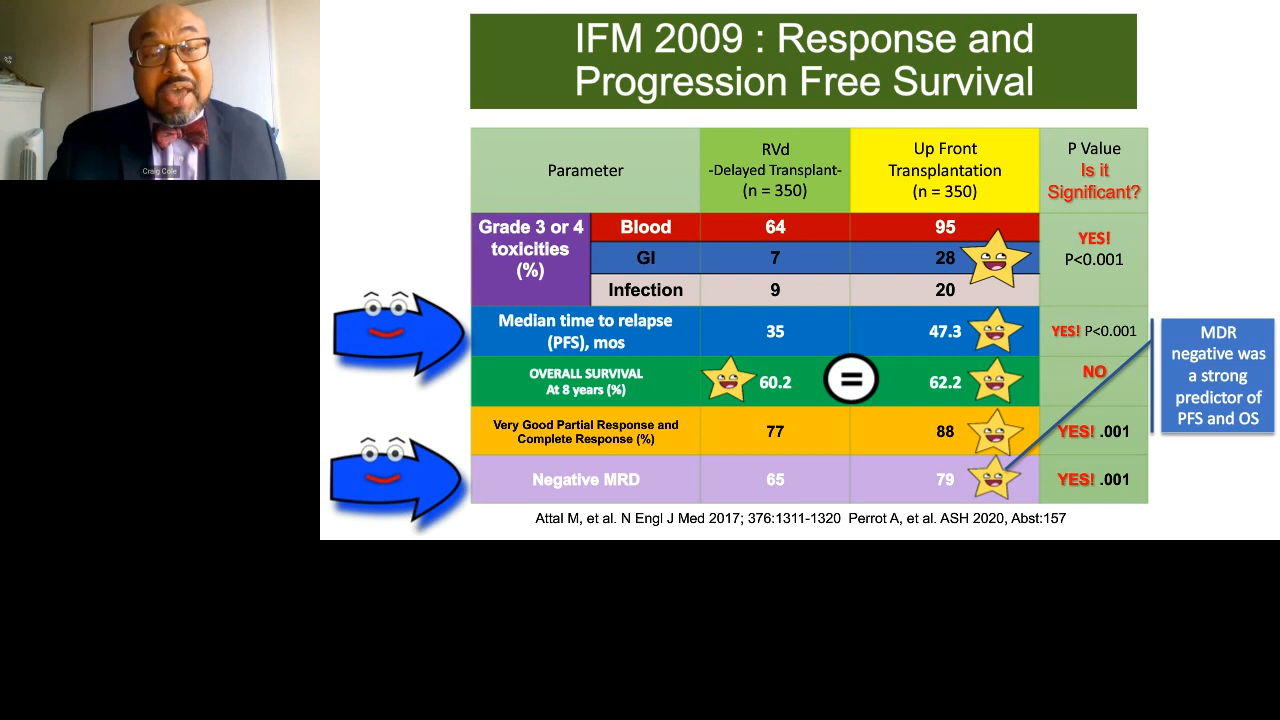 Craig Cole
IFM 2009 : Response and
Progression Free Survival
Parameter
RVd
-Delayed Transplant-
(n = 350)
Up Front
Transplantation
(n = 350)
P Value
Is it
Significant?
Grade 3 or 4
toxicities
(%)
Blood
64
95
YES!
P<0.001
GI
7
28
Infection
9
20
Median time to relapse
(PFS), mos
35
47.3
YES! P<0.001
OVERALL SURVIVAL
At 8 years (%)
60.2
=
62.2
NO
Very Good Partial Response and
Complete Response (%)
77
88
YES! .001
Negative MRD
65
79
YES! .001
MDR
negative was
a strong
predictor of
PFS and OS
Attal M, et al. N Engl J Med 2017; 376:1311-1320 Perrot A, et al. ASH 2020, Abst:157